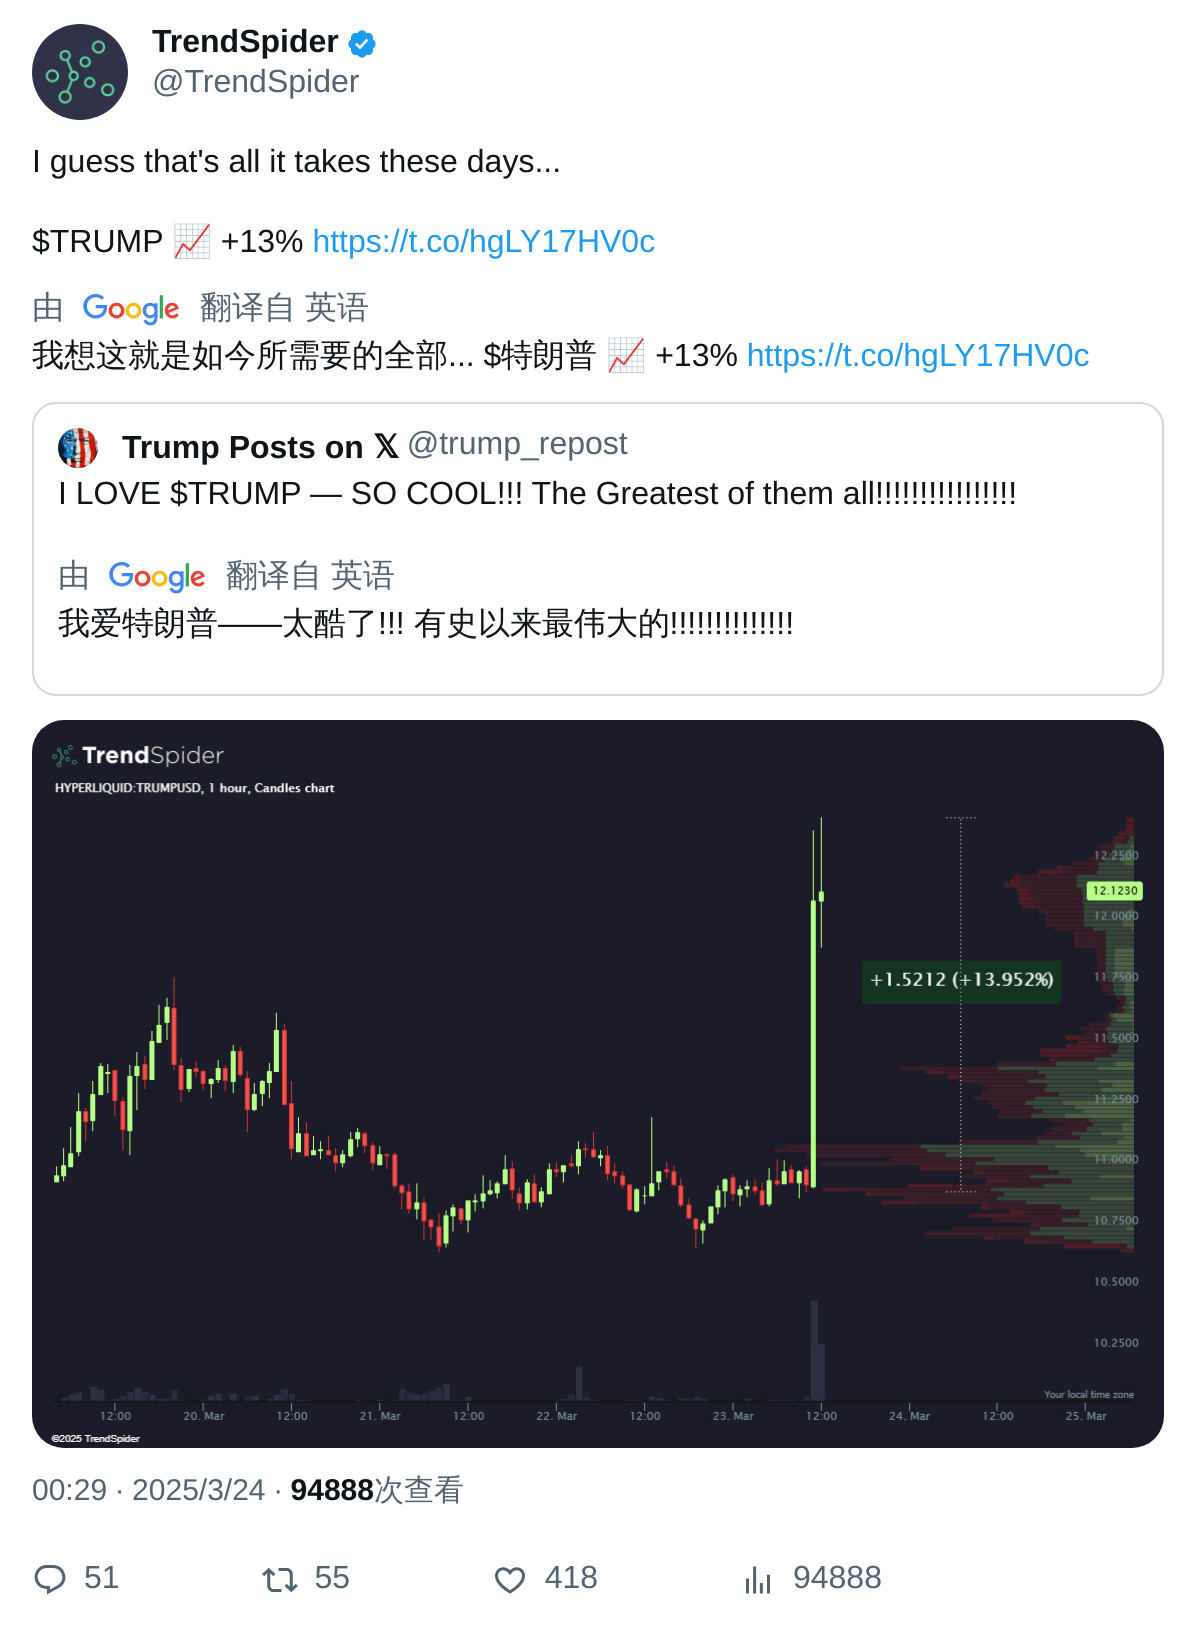 TrendSpider
@TrendSpider
I guess that's all it takes these days...
$TRUMP 📈 +13% https://t.co/hgLY17HV0c
由 Google 翻译自 英语
我想这就是如今所需要的全部... $特朗普 📈 +13% https://t.co/hgLY17HV0c
Trump Posts on 𝕏 @trump_repost
I LOVE $TRUMP — SO COOL!!! The Greatest of them all!!!!!!!!!!!!!!!!
由 Google 翻译自 英语
我爱特朗普——太酷了!!! 有史以来最伟大的!!!!!!!!!!!!!!
TrendSpider
HYPERLIQUID:TRUMPUSD, 1 hour, Candles chart
12.2500
12.1230
12.0000
+1.5212 (+13.952%)
11.7500
11.5000
11.2500
11.0000
10.7500
10.5000
10.2500
Your local time zone
12:00 20. Mar 12:00 21. Mar 12:00 22. Mar 12:00 23. Mar 12:00 24. Mar 12:00 25. Mar
©2025 TrendSpider
00:29 · 2025/3/24 · 94888次查看
51 55 418 94888